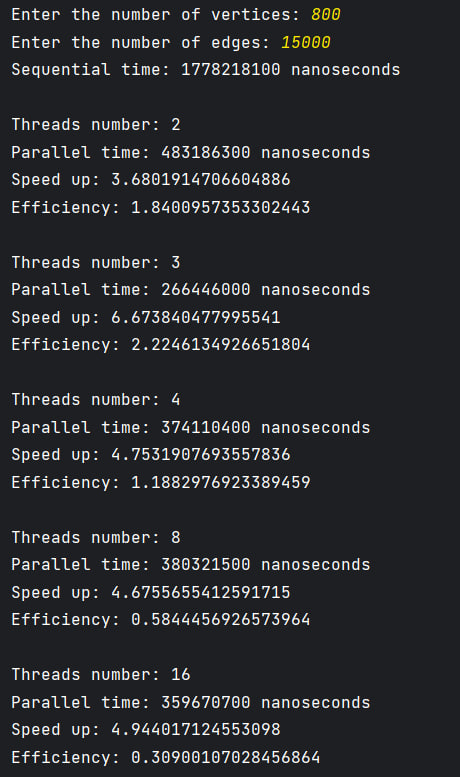 Enter the number of vertices: 800
Enter the number of edges: 15000
Sequential time: 1778218100 nanoseconds
Threads number: 2
Parallel time: 483186300 nanoseconds
Speed up: 3.6801914706604886
Efficiency: 1.8400957353302443
Threads number: 3
Parallel time: 266446000 nanoseconds
Speed up: 6.673840477995541
Efficiency: 2.2246134926651804
Threads number: 4
Parallel time: 374110400 nanoseconds
Speed up: 4.7531907693557836
Efficiency: 1.1882976923389459
Threads number: 8
Parallel time: 380321500 nanoseconds
Speed up: 4.6755655412591715
Efficiency: 0.5844456926573964
Threads number: 16
Parallel time: 359670700 nanoseconds
Speed up: 4.944017124553098
Efficiency: 0.30900107028456864